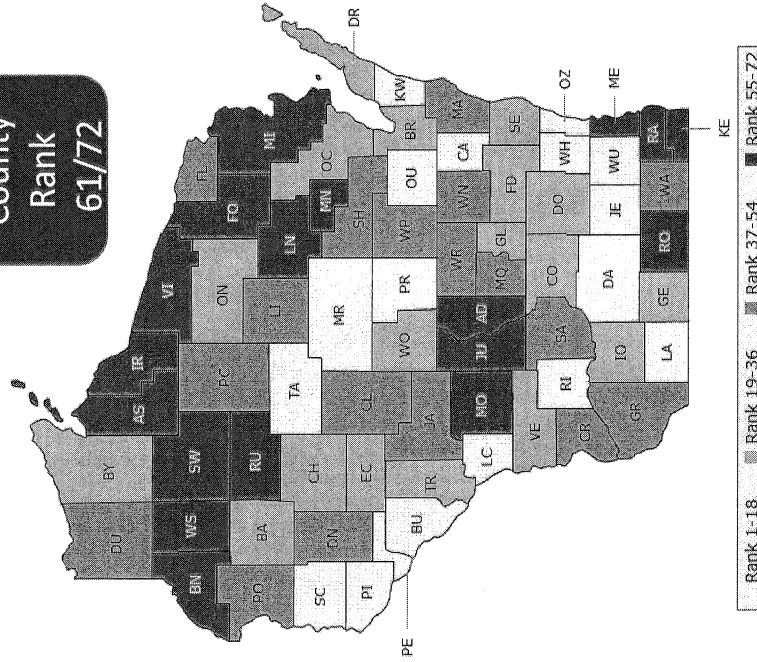 County
Rank
61/72
DU
BY
BN
WS
SW
AS
IR
VI
FO
FL
MI
PO
BA
RU
PC
ON
LN
MN
OC
SC
DN
CH
TA
LI
PI
EC
CL
MR
SH
PE
BU
TR
JA
WO
PR
WP
OU
BR
KW
DR
LC
MO
JU
AD
MQ
WR
GL
WN
CA
MA
VE
CR
RI
SA
CO
DO
FD
SE
GR
IO
DA
JE
WU
WH
OZ
ME
LA
GE
RO
WA
RA
KE
Rank 1-18
Rank 19-36
Rank 37-54
Rank 55-72